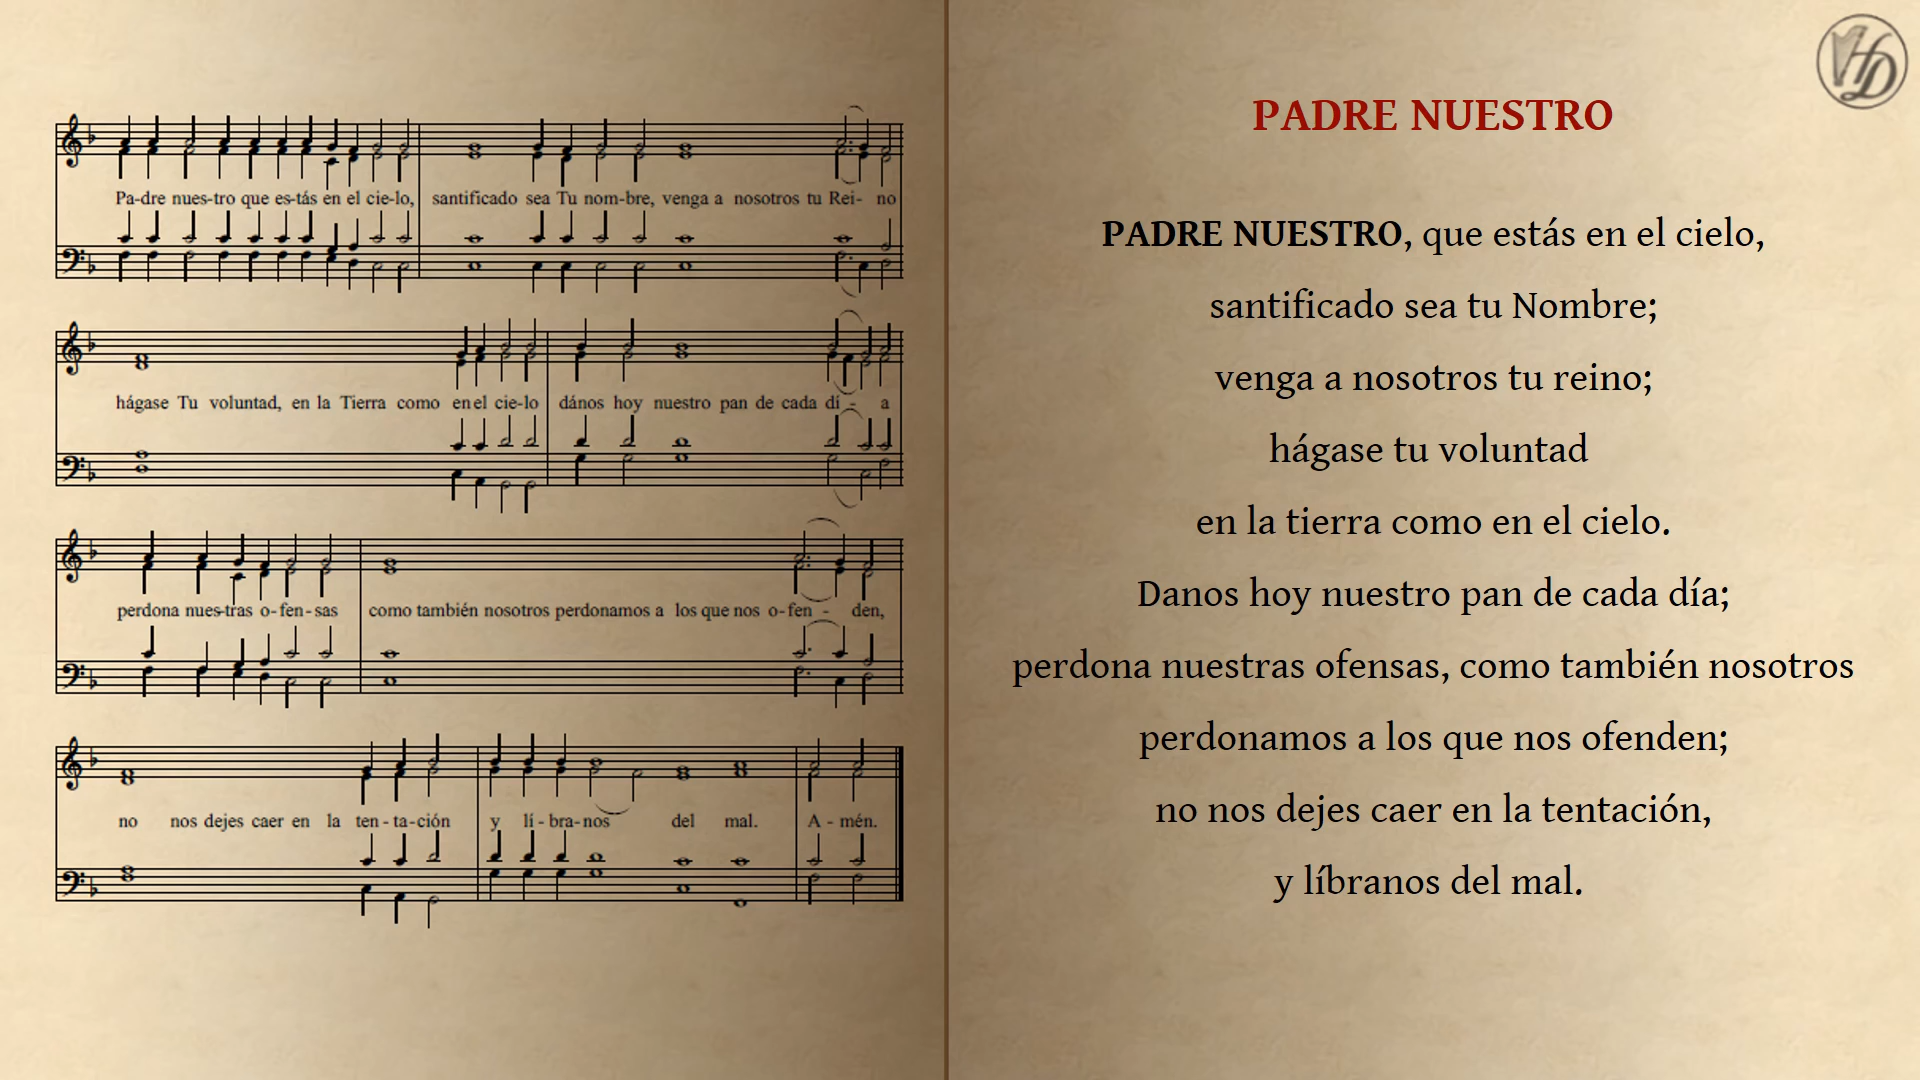 Pa-dre nues-tro que es-tás en el cie-lo, santificado sea Tu nom-bre, venga a nosotros tu Rei- no
hágase Tu voluntad, en la Tierra como en el cie-lo dános hoy nuestro pan de cada dí - a
perdona nues-tras o-fen-sas como también nosotros perdonamos a los que nos o-fen - den,
no nos dejes caer en la ten-ta-ción y lí-bra-nos del mal. A-mén.
HD
PADRE NUESTRO
PADRE NUESTRO, que estás en el cielo,
santificado sea tu Nombre;
venga a nosotros tu reino;
hágase tu voluntad
en la tierra como en el cielo.
Danos hoy nuestro pan de cada día;
perdona nuestras ofensas, como también nosotros
perdonamos a los que nos ofenden;
no nos dejes caer en la tentación,
y líbranos del mal.